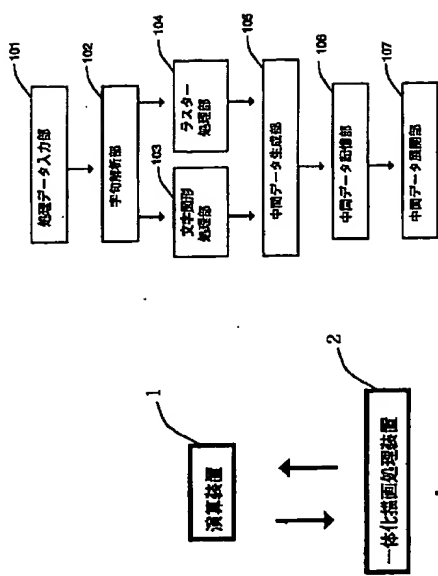 101
処理データ入力部
102
字句解析部
103
文字図形
処理部
104
ラスター
処理部
105
中間データ生成部
106
中間データ記憶部
107
中間データ展開部
1
演算装置
2
一体化描画処理装置